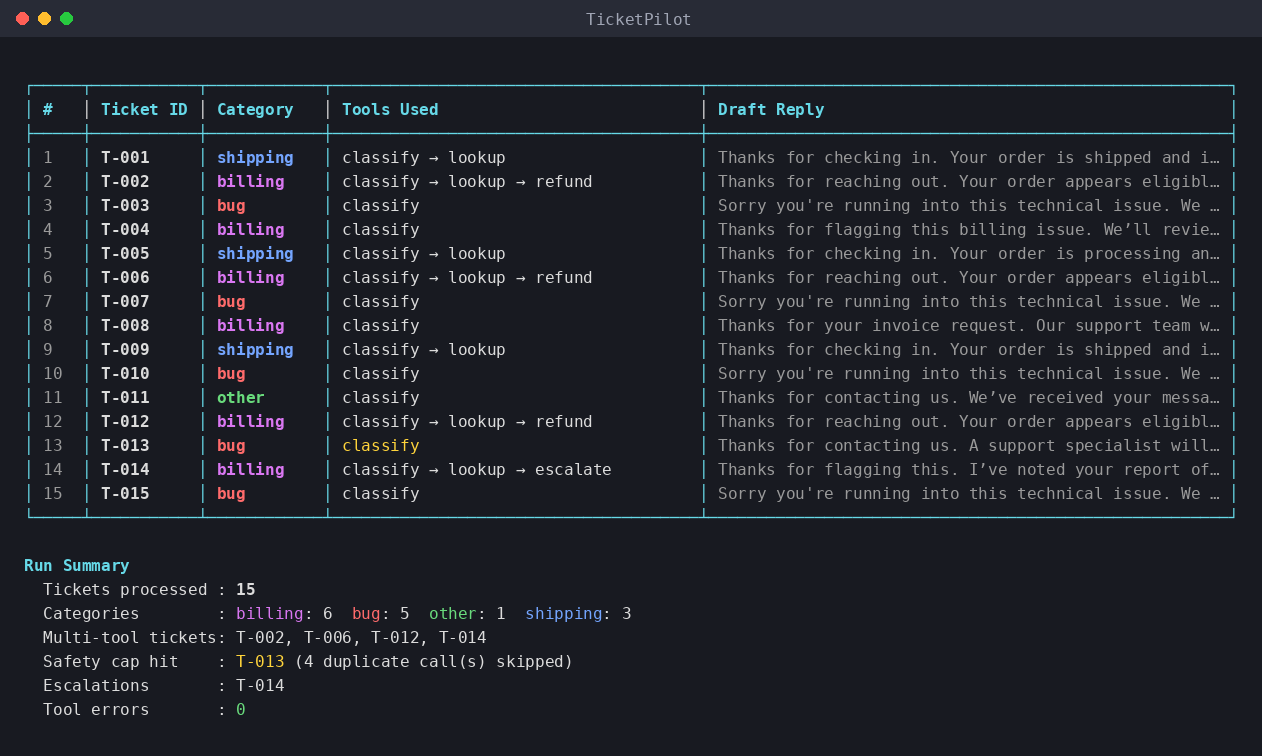 TicketPilot
# Ticket ID Category Tools Used Draft Reply
1 T-001 shipping classify → lookup Thanks for checking in. Your order is shipped and i…
2 T-002 billing classify → lookup → refund Thanks for reaching out. Your order appears eligibl…
3 T-003 bug classify Sorry you're running into this technical issue. We …
4 T-004 billing classify Thanks for flagging this billing issue. We’ll revie…
5 T-005 shipping classify → lookup Thanks for checking in. Your order is processing an…
6 T-006 billing classify → lookup → refund Thanks for reaching out. Your order appears eligibl…
7 T-007 bug classify Sorry you're running into this technical issue. We …
8 T-008 billing classify Thanks for your invoice request. Our support team w…
9 T-009 shipping classify → lookup Thanks for checking in. Your order is shipped and i…
10 T-010 bug classify Sorry you're running into this technical issue. We …
11 T-011 other classify Thanks for contacting us. We’ve received your messa…
12 T-012 billing classify → lookup → refund Thanks for reaching out. Your order appears eligibl…
13 T-013 bug classify Thanks for contacting us. A support specialist will…
14 T-014 billing classify → lookup → escalate Thanks for flagging this. I’ve noted your report of…
15 T-015 bug classify Sorry you're running into this technical issue. We …
Run Summary
Tickets processed : 15
Categories : billing: 6 bug: 5 other: 1 shipping: 3
Multi-tool tickets: T-002, T-006, T-012, T-014
Safety cap hit : T-013 (4 duplicate call(s) skipped)
Escalations : T-014
Tool errors : 0